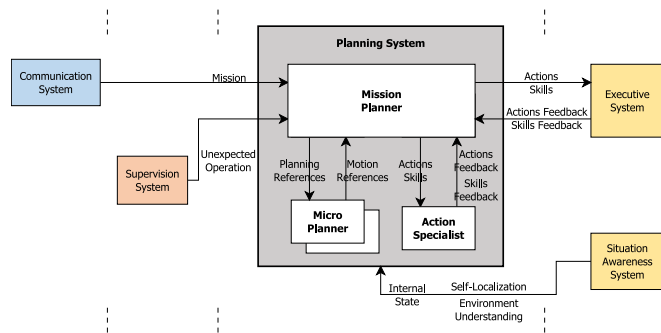 Planning System
Communication
System
Mission
Mission
Planner
Actions
Skills
Executive
System
Actions Feedback
Skills Feedback
Unexpected
Operation
Supervision
System
Planning
References
Motion
References
Actions
Skills
Actions
Feedback
Skills
Feedback
Micro
Planner
Action
Specialist
Situation
Awareness
System
Internal
State
Self-Localization
Environment
Understanding